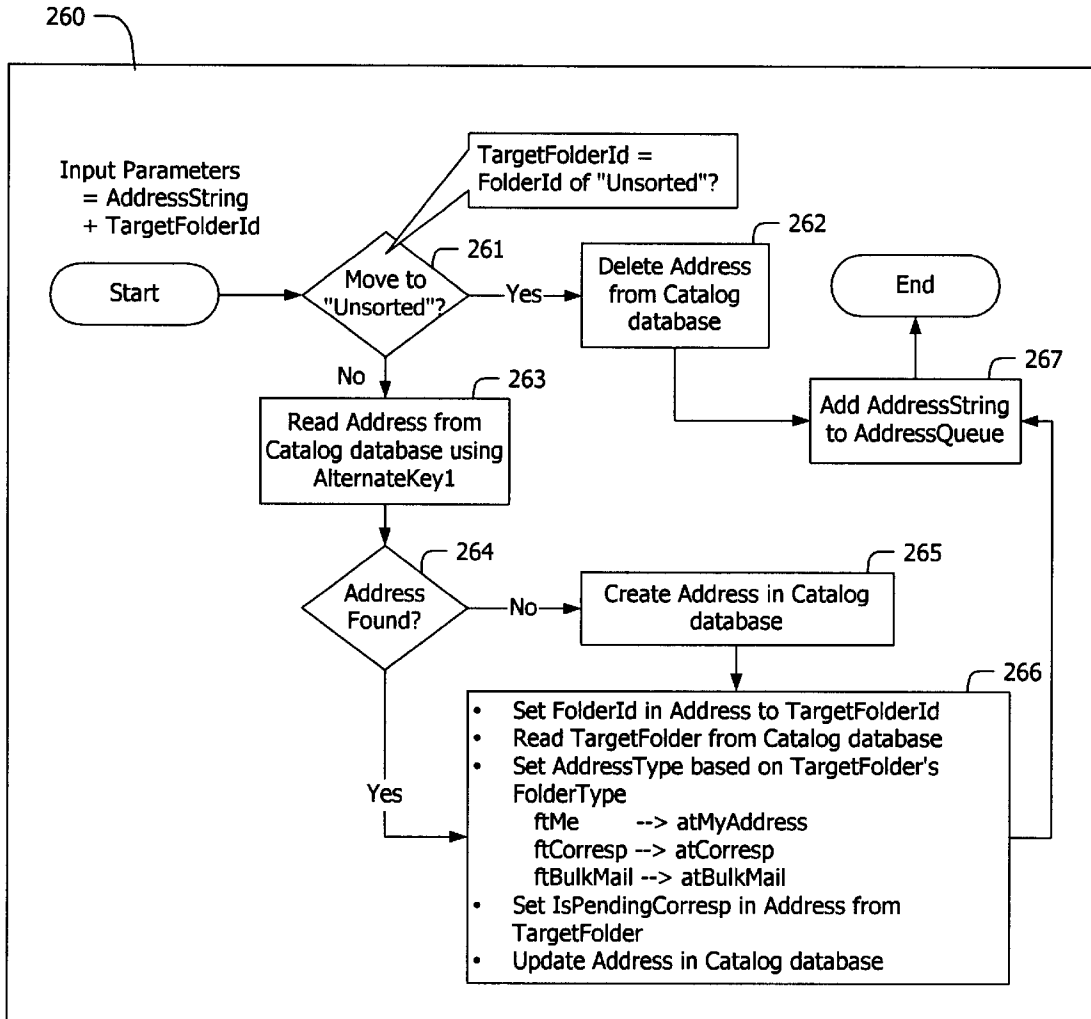 260
Input Parameters
= AddressString
+ TargetFolderId
TargetFolderId =
FolderId of "Unsorted"?
Start
261
Move to
"Unsorted"?
Yes
262
Delete Address
from Catalog
database
End
No
263
Read Address from
Catalog database using
AlternateKey1
267
Add AddressString
to AddressQueue
264
Address
Found?
No
265
Create Address in Catalog
database
Yes
266
• Set FolderId in Address to TargetFolderId
• Read TargetFolder from Catalog database
• Set AddressType based on TargetFolder's
FolderType
ftMe --> atMyAddress
ftCorresp --> atCorresp
ftBulkMail --> atBulkMail
• Set IsPendingCorresp in Address from
TargetFolder
• Update Address in Catalog database